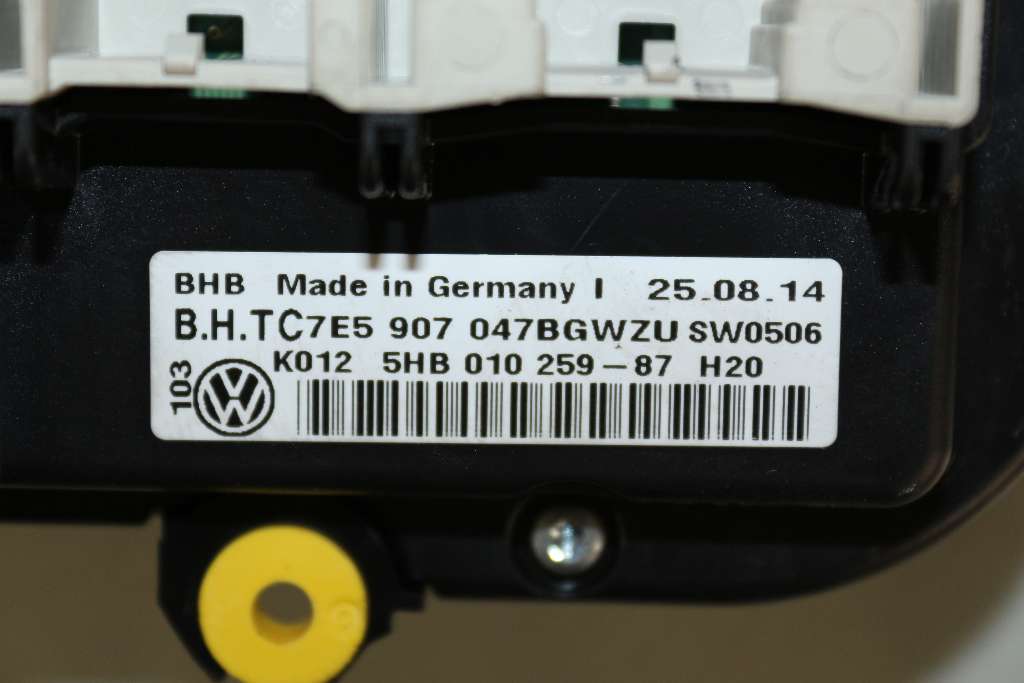 BHB Made in Germany I 25.08.14
B.H.TC7E5 907 047BGWZU SW0506
K012 5HB 010 259-87 H20
103